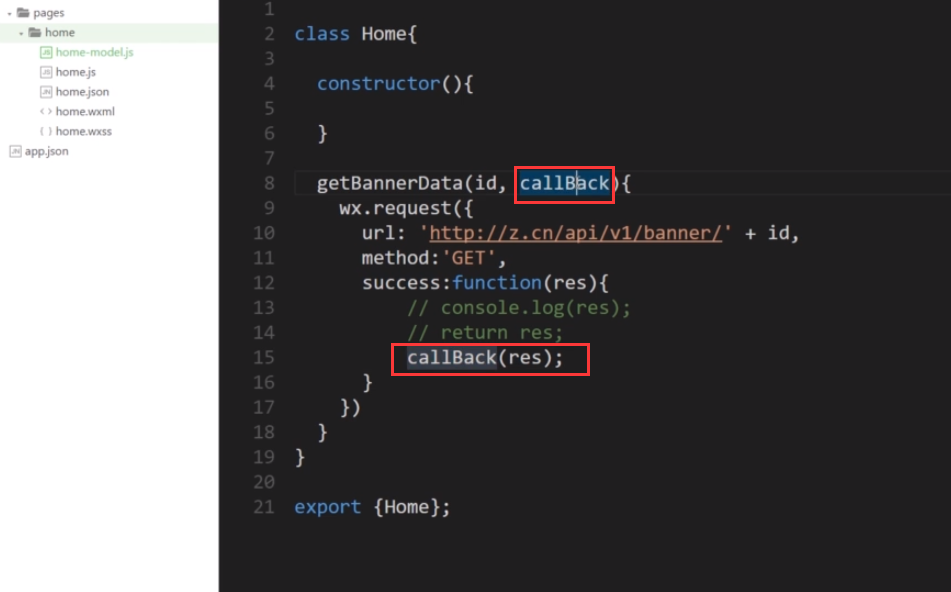 pages
home
home-model.js
home.js
home.json
home.wxml
home.wxss
app.json
1
2 class Home{
3
4 constructor(){
5
6 }
7
8 getBannerData(id, callBack){
9 wx.request({
10 url: 'http://z.cn/api/v1/banner/' + id,
11 method:'GET',
12 success:function(res){
13 // console.log(res);
14 // return res;
15 callBack(res);
16 }
17 })
18 }
19 }
20
21 export {Home};